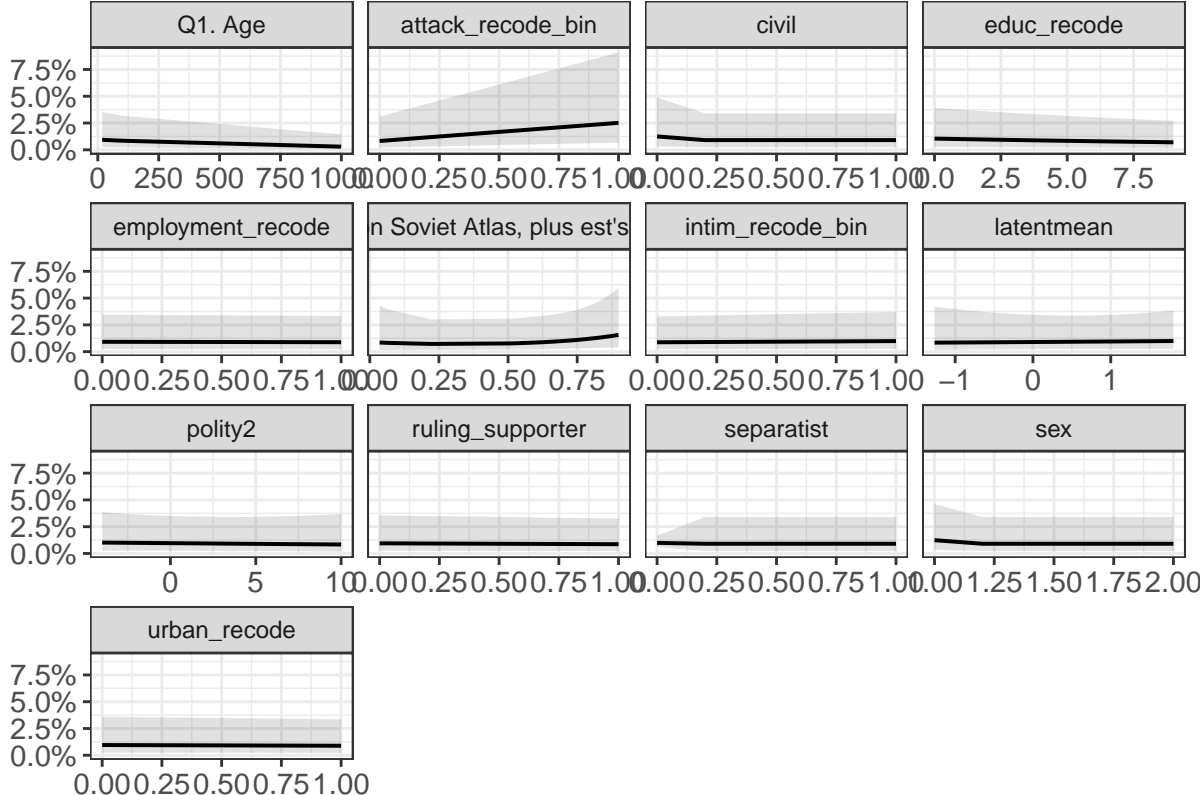 Q1. Age attack_recode_bin civil educ_recode
7.5%
5.0%
2.5%
0.0%
0 250 500 750 1000 0.00 0.25 0.50 0.75 1.00 0.00 0.25 0.50 0.75 1.00 0.0 2.5 5.0 7.5
employment_recode n Soviet Atlas, plus est's intim_recode_bin latentmean
7.5%
5.0%
2.5%
0.0%
0.00 0.25 0.50 0.75 1.00 0.00 0.25 0.50 0.75 0.00 0.25 0.50 0.75 1.00 −1 0 1
polity2 ruling_supporter separatist sex
7.5%
5.0%
2.5%
0.0%
0 5 10 0.00 0.25 0.50 0.75 1.00 0.00 0.25 0.50 0.75 1.00 1.00 1.25 1.50 1.75 2.00
urban_recode
7.5%
5.0%
2.5%
0.0%
0.00 0.25 0.50 0.75 1.00